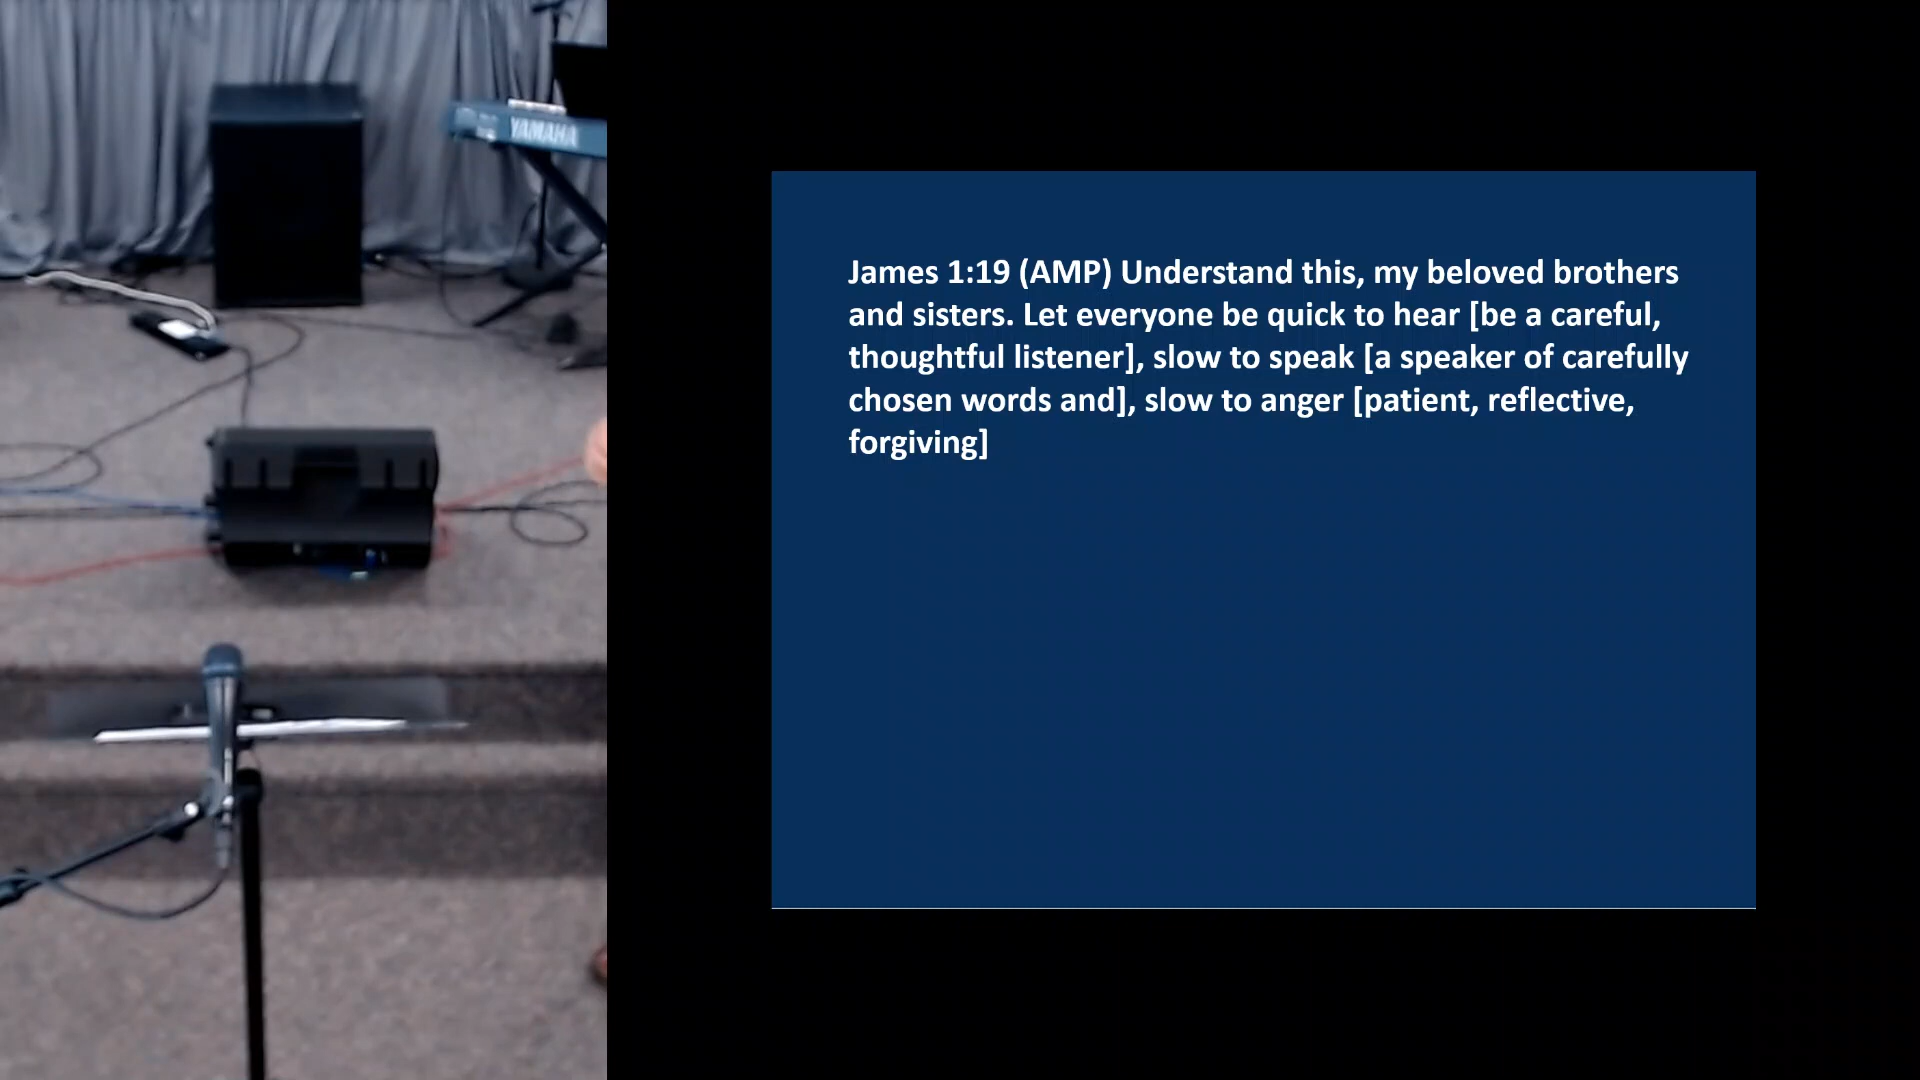 YAMAHA
James 1:19 (AMP) Understand this, my beloved brothers
and sisters. Let everyone be quick to hear [be a careful,
thoughtful listener], slow to speak [a speaker of carefully
chosen words and], slow to anger [patient, reflective,
forgiving]